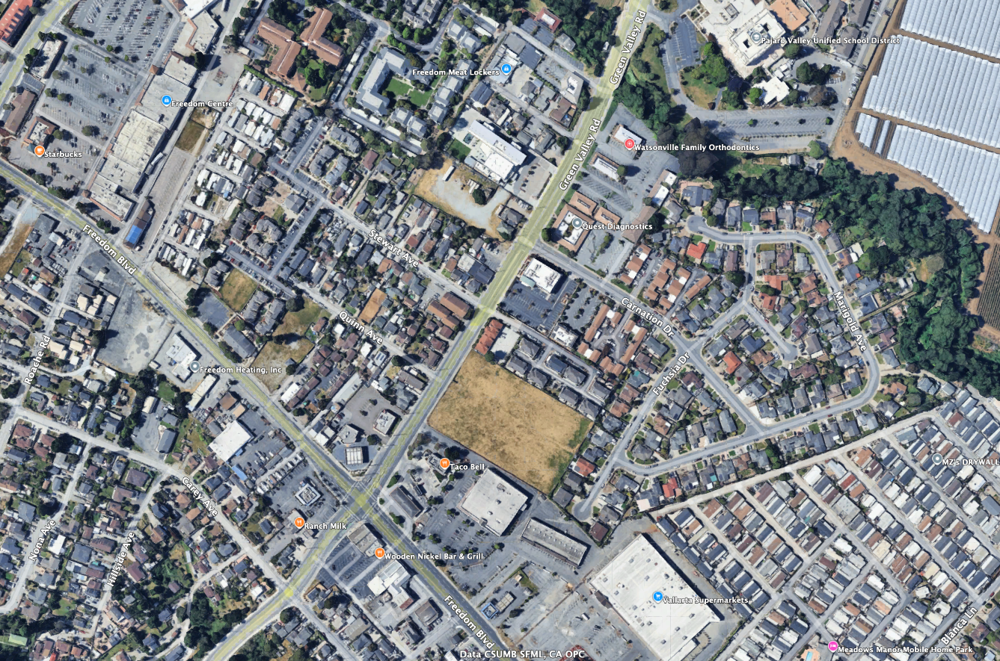 Green Valley Rd
Pajaro Valley Unified School District
Freedom Meat Lockers
Freedom Centre
Green Valley Rd
Watsonville Family Orthodontics
Starbucks
Quest Diagnostics
Freedom Blvd
Stewart Ave
Carnation Dr
Marigold Ave
Quinn Ave
Roache Rd
Freedom Heating, Inc
Fuchsia Dr
MZ's DRYWALL
Taco Bell
Carey Ave
Ranch Milk
Nona Ave
Hillside Ave
Wooden Nickel Bar & Grill
Vallarta Supermarkets
Freedom Blvd
Blanca Ln
Meadows Manor Mobile Home Park
Data CSUMB SFML, CA OPC